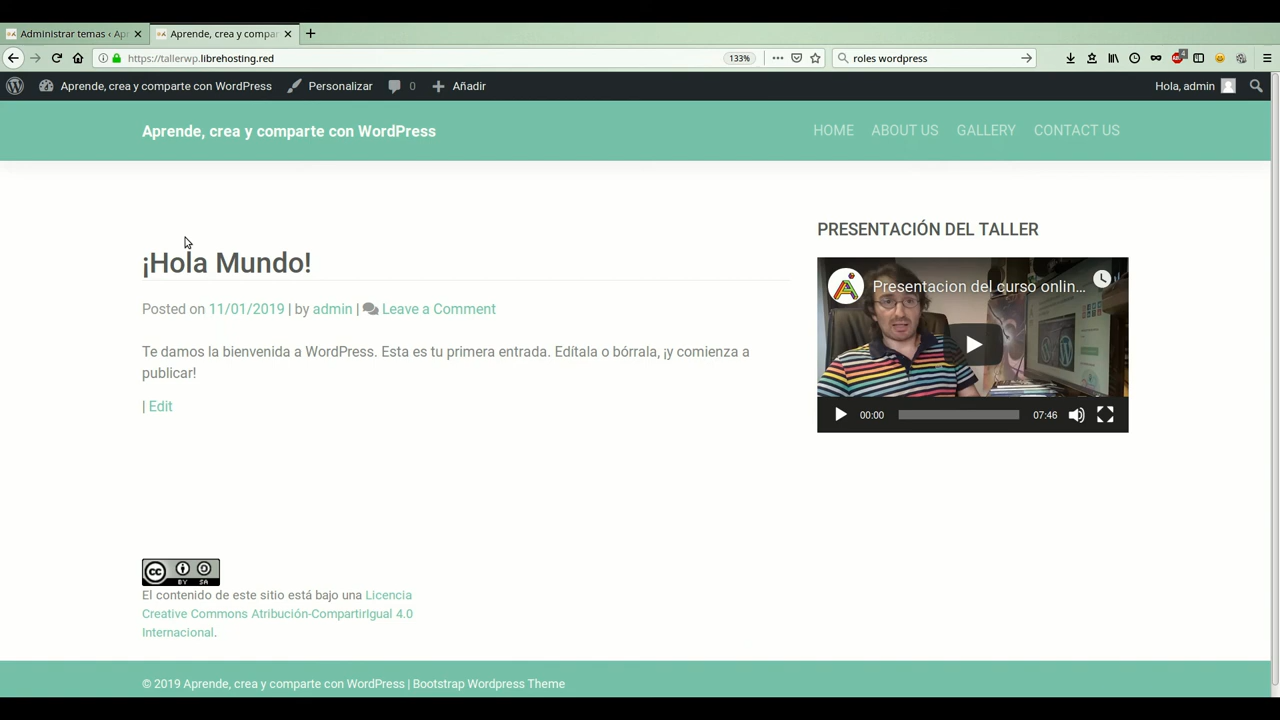 Administrar temas ‹ Apr
Aprende, crea y compar
https://tallerwp.librehosting.red
133%
roles wordpress
4
Aprende, crea y comparte con WordPress
Personalizar
0
Añadir
Hola, admin
Aprende, crea y comparte con WordPress
HOME
ABOUT US
GALLERY
CONTACT US
¡Hola Mundo!
Posted on 11/01/2019 | by admin | Leave a Comment
Te damos la bienvenida a WordPress. Esta es tu primera entrada. Edítala o bórrala, ¡y comienza a
publicar!
| Edit
PRESENTACIÓN DEL TALLER
Presentacion del curso onlin...
00:00
07:46
cc
BY SA
El contenido de este sitio está bajo una Licencia
Creative Commons Atribución-CompartirIgual 4.0
Internacional.
© 2019 Aprende, crea y comparte con WordPress | Bootstrap Wordpress Theme